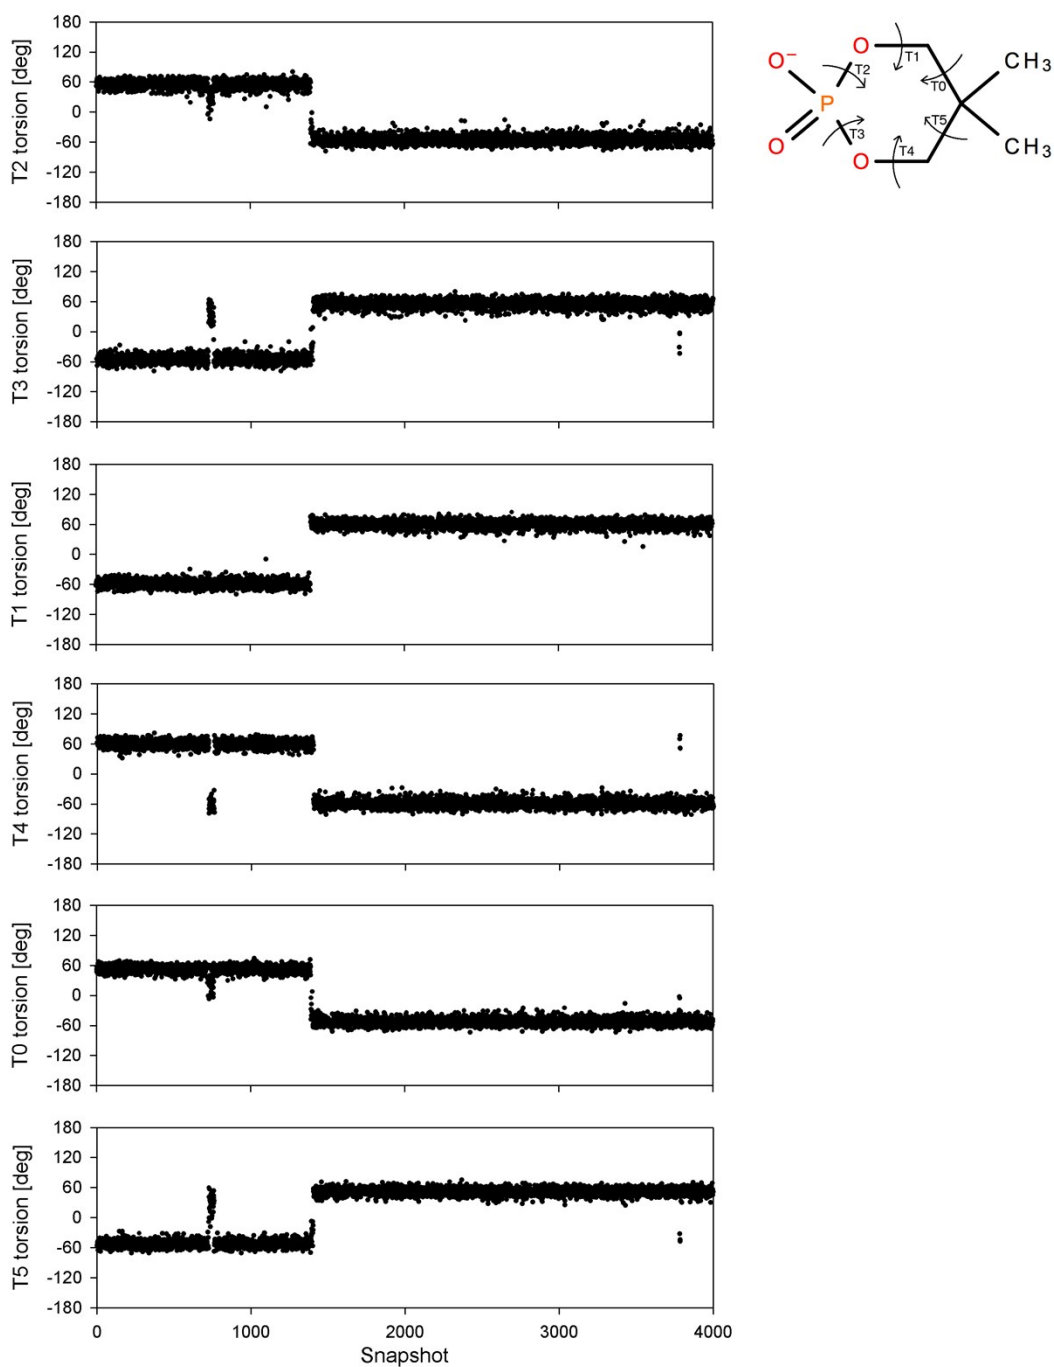 T2 torsion [deg]
180
120
60
0
-60
-120
-180
T3 torsion [deg]
180
120
60
0
-60
-120
-180
T1 torsion [deg]
180
120
60
0
-60
-120
-180
T4 torsion [deg]
180
120
60
0
-60
-120
-180
T0 torsion [deg]
180
120
60
0
-60
-120
-180
T5 torsion [deg]
180
120
60
0
-60
-120
-180
0 1000 2000 3000 4000
Snapshot
O
O⁻
T1
CH₃
T2
T0
P
T5
T3
O
O
T4
CH₃